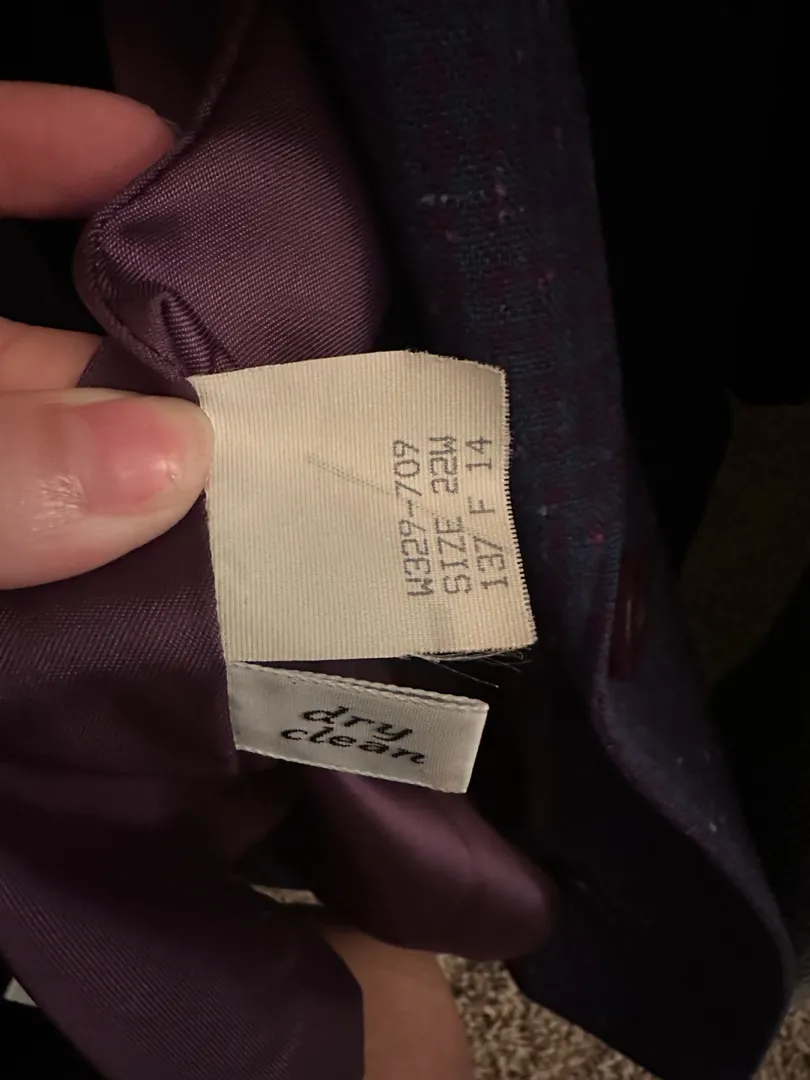 W329-709
SIZE 22W
137 F 14
dry
clean